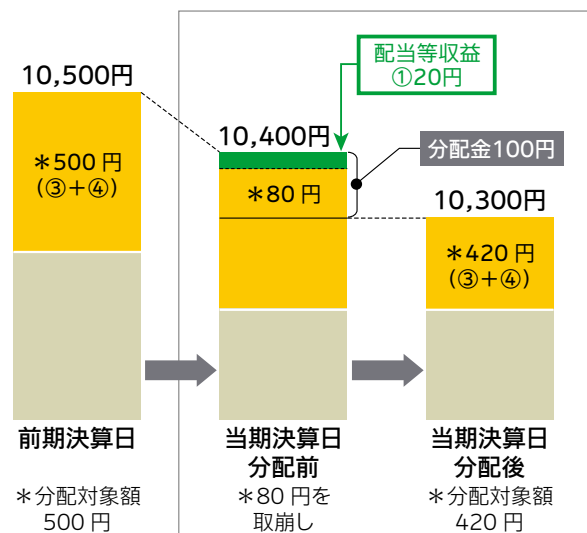 配当等収益
①20円
10,500円
10,400円
分配金100円
＊500 円
(③＋④)
＊80 円
10,300円
＊420 円
(③＋④)
前期決算日
当期決算日
分配前
当期決算日
分配後
＊分配対象額
500 円
＊80 円を
取崩し
＊分配対象額
420 円